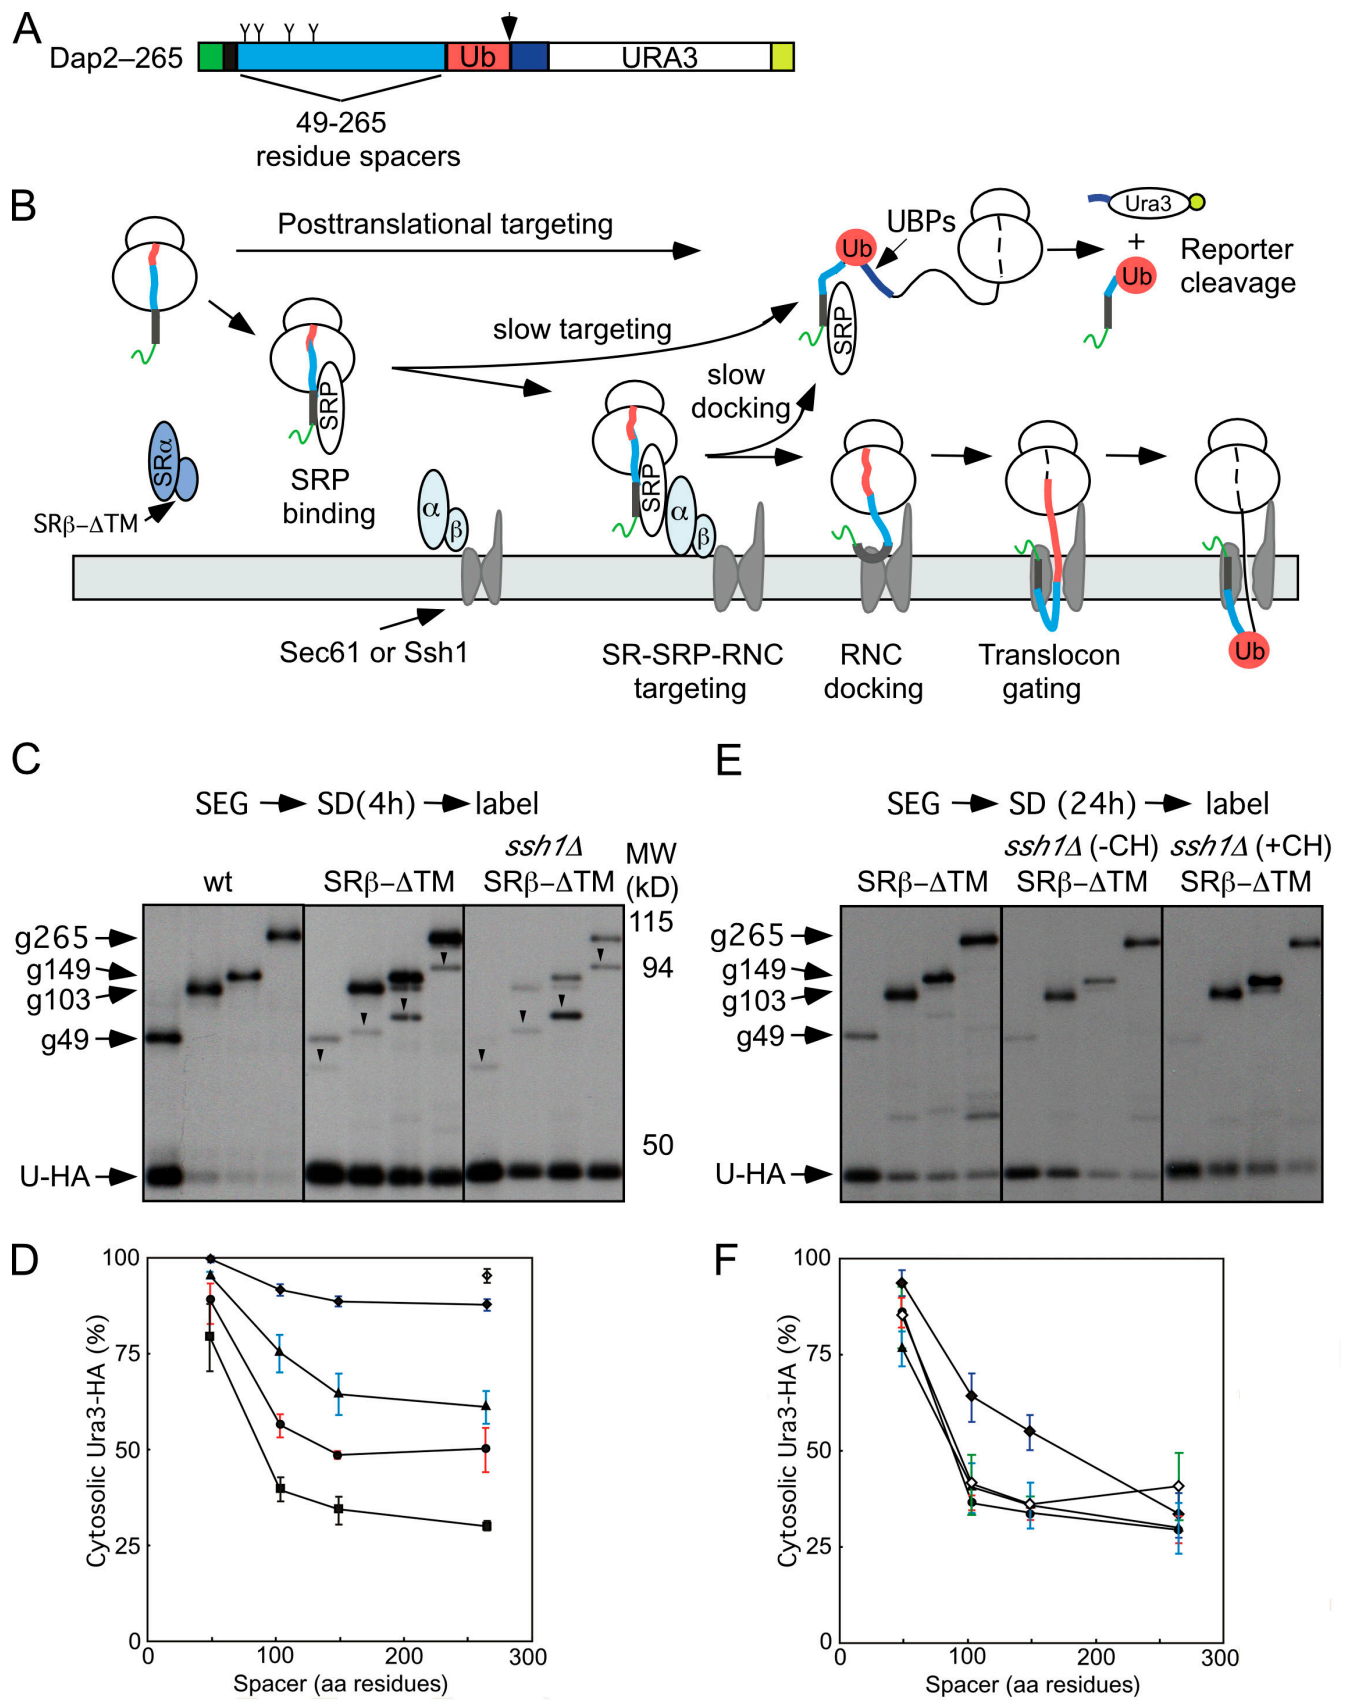 A
Y Y Y Y
Dap2–265
Ub
URA3
49-265
residue spacers
B
Posttranslational targeting
UBPs
Ub
Ura3
+
Ub
Reporter
cleavage
SRP
slow targeting
slow
docking
SRP
SRα
SRβ–ΔTM
SRP
binding
α
β
SRP
α
β
Sec61 or Ssh1
SR-SRP-RNC
targeting
RNC
docking
Translocon
gating
Ub
C
SEG SD(4h) label
wt
SRβ–ΔTM
ssh1Δ
SRβ–ΔTM
MW
(kD)
115
94
50
g265
g149
g103
g49
U-HA
E
SEG SD (24h) label
SRβ–ΔTM
ssh1Δ (-CH)
SRβ–ΔTM
ssh1Δ (+CH)
SRβ–ΔTM
g265
g149
g103
g49
U-HA
D
Cytosolic Ura3-HA (%)
100
75
50
25
0
0 100 200 300
Spacer (aa residues)
F
Cytosolic Ura3-HA (%)
100
75
50
25
0
0 100 200 300
Spacer (aa residues)